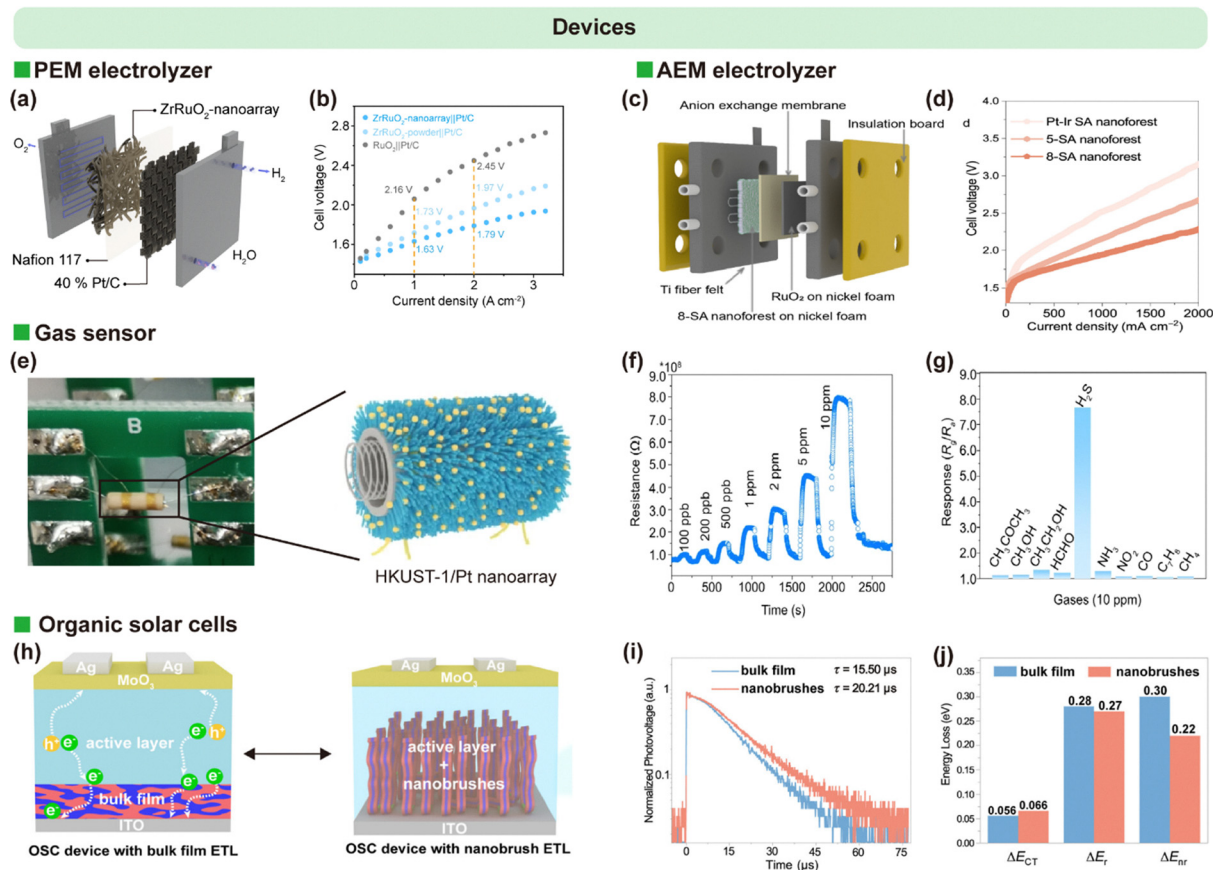 Devices
PEM electrolyzer
(a)
ZrRuO₂-nanoarray
O₂
H₂
H₂O
Nafion 117
40 % Pt/C
(b)
ZrRuO₂-nanoarray||Pt/C
ZrRuO₂-powder||Pt/C
RuO₂||Pt/C
2.8
2.4
2.0
1.6
Cell voltage (V)
2.16 V
2.45 V
1.73 V
1.97 V
1.63 V
1.79 V
0 1 2 3
Current density (A cm⁻²)
AEM electrolyzer
(c)
Anion exchange membrane
Insulation board
Ti fiber felt
RuO₂ on nickel foam
8-SA nanoforest on nickel foam
(d)
d
4.0
3.5
3.0
2.5
2.0
1.5
Cell voltage (V)
Pt-Ir SA nanoforest
5-SA nanoforest
8-SA nanoforest
0 500 1000 1500 2000
Current density (mA cm⁻²)
Gas sensor
(e)
B
HKUST-1/Pt nanoarray
(f)
*10⁸
9.0
8.0
7.0
6.0
5.0
4.0
3.0
2.0
1.0
0.0
Resistance (Ω)
100 ppb
200 ppb
500 ppb
1 ppm
2 ppm
5 ppm
10 ppm
0 500 1000 1500 2000 2500
Time (s)
(g)
9.0
8.0
7.0
6.0
5.0
4.0
3.0
2.0
1.0
Response (Rg/Ra)
CH₃COCH₃
CH₃OH
CH₃CH₂OH
HCHO
H₂S
NH₃
NO₂
CO
C₇H₈
CH₄
Gases (10 ppm)
Organic solar cells
(h)
Ag Ag
MoO₃
h⁺ e⁻ active layer e⁻ h⁺
e⁻ e⁻ e⁻
e⁻ bulk film
ITO
OSC device with bulk film ETL
Ag Ag
MoO₃
active layer
+
nanobrushes
ITO
OSC device with nanobrush ETL
(i)
bulk film τ = 15.50 µs
nanobrushes τ = 20.21 µs
Normalized Photovoltage (a.u.)
1
0.1
0 15 30 45 60 75
Time (µs)
(j)
bulk film nanobrushes
0.35
0.30
0.25
0.20
0.15
0.10
0.05
0.00
Energy Loss (eV)
0.056 0.066
0.28 0.27
0.30 0.22
ΔE_CT ΔE_r ΔE_nr